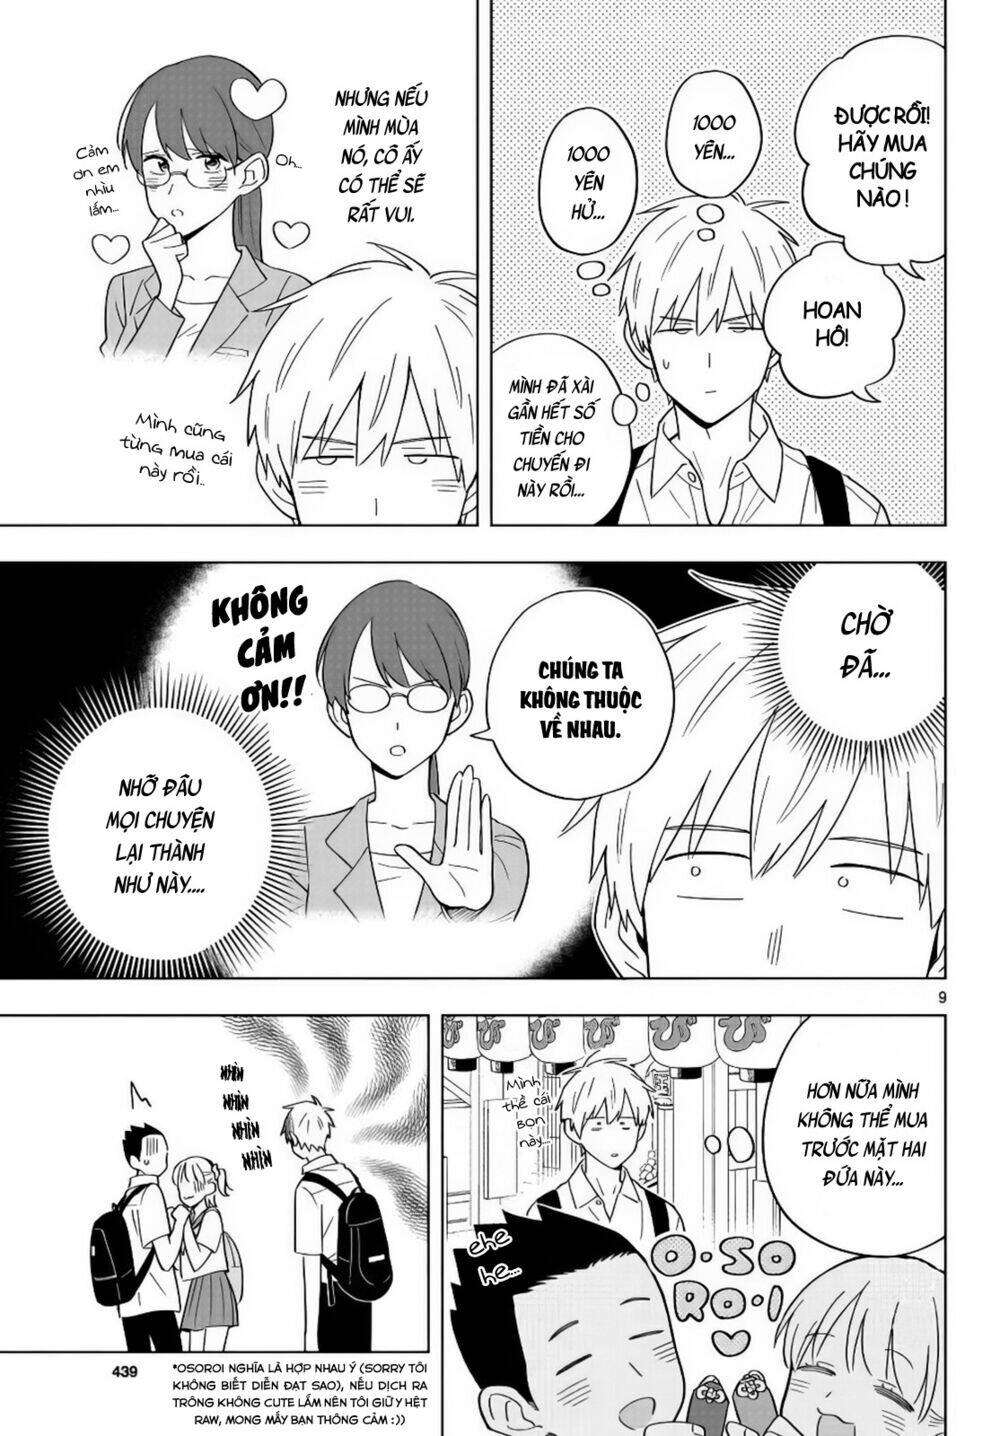 ĐƯỢC RỒI!
HÃY MUA
CHÚNG
NÀO!
HOAN
HÔ!
1000
YÊN...
1000
YÊN
HỬ...
MÌNH ĐÃ XÀI
GẦN HẾT SỐ
TIỀN CHO
CHUYẾN ĐI
NÀY RỒI...
NHƯNG NẾU
MÌNH MÙA
NÓ, CÔ ẤY
CÓ THỂ SẼ
RẤT VUI.
Oh...
Cảm
ơn em
nhìu
lắm...
Mình cũng
từng mua cái
này rồi..
CHỜ
ĐÃ...
CHÚNG TA
KHÔNG THUỘC
VỀ NHAU.
KHÔNG
CẢM
ƠN!!
NHỠ ĐÂU
MỌI CHUYỆN
LẠI THÀNH
NHƯ NÀY....
9
HƠN NỮA MÌNH
KHÔNG THỂ MUA
TRƯỚC MẶT HAI
ĐỨA NÀY...
Mình
thề cái
bọn
này...
ehe
he...
O·SO
RO·I
NHÌN
NHÌN
NHÌN
NHÌN
439
*OSOROI NGHĨA LÀ HỢP NHAU Ý (SORRY TÔI
KHÔNG BIẾT DIỄN ĐẠT SAO), NẾU DỊCH RA
TRÔNG KHÔNG CUTE LẮM NÊN TÔI GIỮ Y HỆT
RAW, MONG MẤY BẠN THÔNG CẢM :))